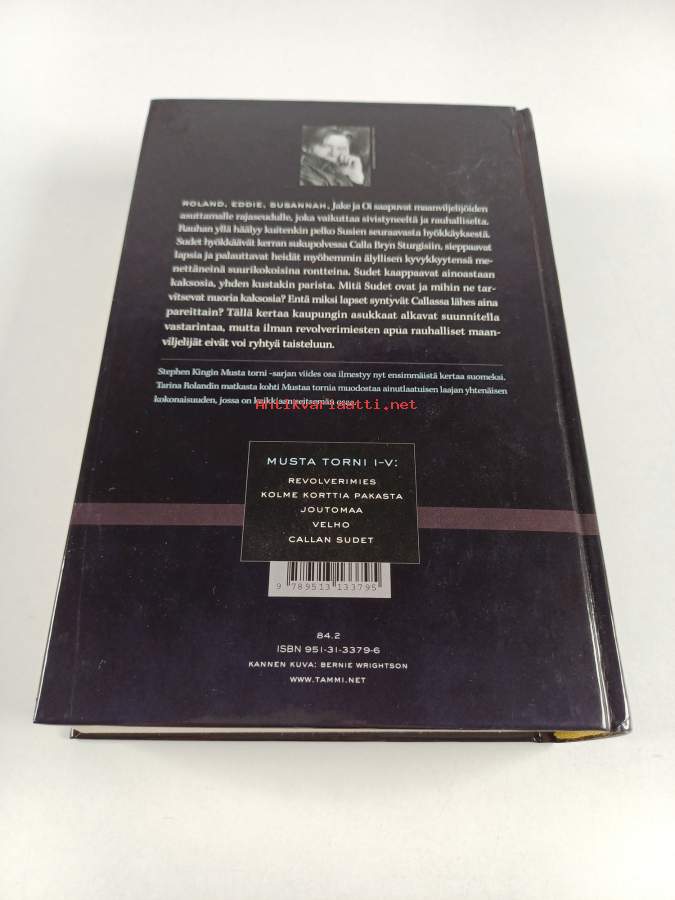 ROLAND, EDDIE, SUSANNAH, Jake ja Oi saapuvat maanviljelijöiden
asuttamalle rajaseudulle, joka vaikuttaa sivistyneeltä ja rauhalliselta.
Rauhan yllä häälyy kuitenkin pelko Susien seuraavasta hyökkäyksestä.
Sudet hyökkäävät kerran sukupolvessa Calla Bryn Sturgisiin, sieppaavat
lapsia ja palauttavat heidät myöhemmin älyllisen kyvykkyytensä me-
nettäneinä suurikokoisina rontteina. Sudet kaappaavat ainoastaan
kaksosia, yhden kustakin parista. Mitä Sudet ovat ja mihin ne tar-
vitsevat nuoria kaksosia? Entä miksi lapset syntyvät Callassa lähes aina
pareittain? Tällä kertaa kaupungin asukkaat alkavat suunnitella
vastarintaa, mutta ilman revolverimiesten apua rauhalliset maan-
viljelijät eivät voi ryhtyä taisteluun.
Stephen Kingin Musta torni -sarjan viides osa ilmestyy nyt ensimmäistä kertaa suomeksi.
Tarina Rolandin matkasta kohti Mustaa tornia muodostaa ainutlaatuisen laajan yhtenäisen
kokonaisuuden, jossa on kaikkiaan seitsemän osaa.
Antikvariaatti.net
MUSTA TORNI I–V:
REVOLVERIMIES
KOLME KORTTIA PAKASTA
JOUTOMAA
VELHO
CALLAN SUDET
9 789513 133795
84.2
ISBN 951-31-3379-6
KANNEN KUVA: BERNIE WRIGHTSON
WWW.TAMMI.NET